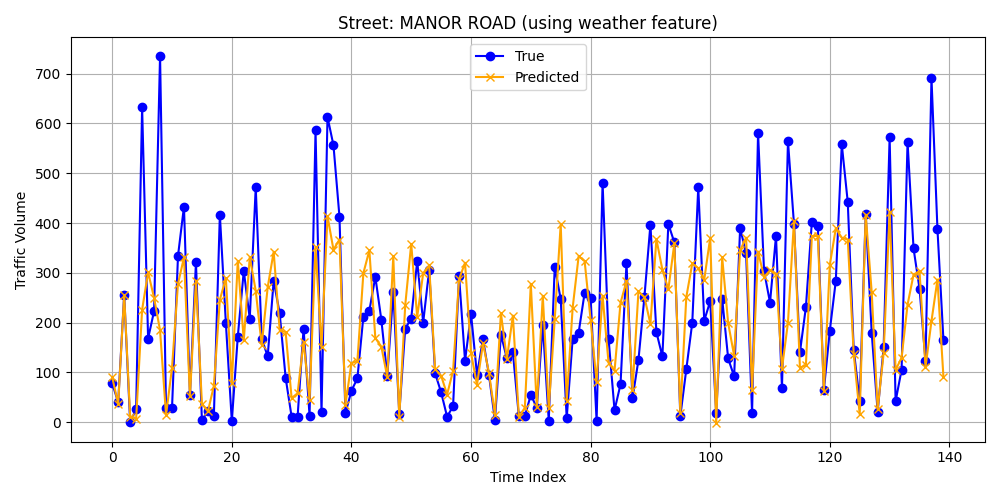 Street: MANOR ROAD (using weather feature)
True
Predicted
Traffic Volume
700
600
500
400
300
200
100
0
0 20 40 60 80 100 120 140
Time Index